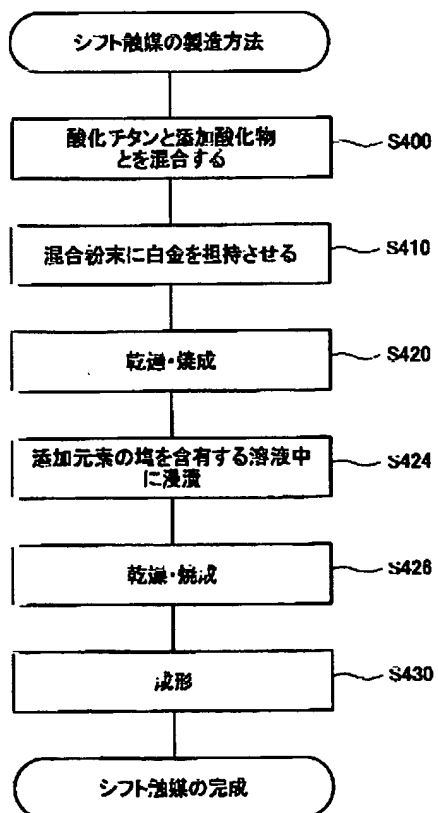 シフト触媒の製造方法
酸化チタンと添加酸化物
とを混合する
S400
混合粉末に白金を担持させる
S410
乾燥・焼成
S420
添加元素の塩を含有する溶液中
に浸漬
S424
乾燥・焼成
S426
成形
S430
シフト触媒の完成